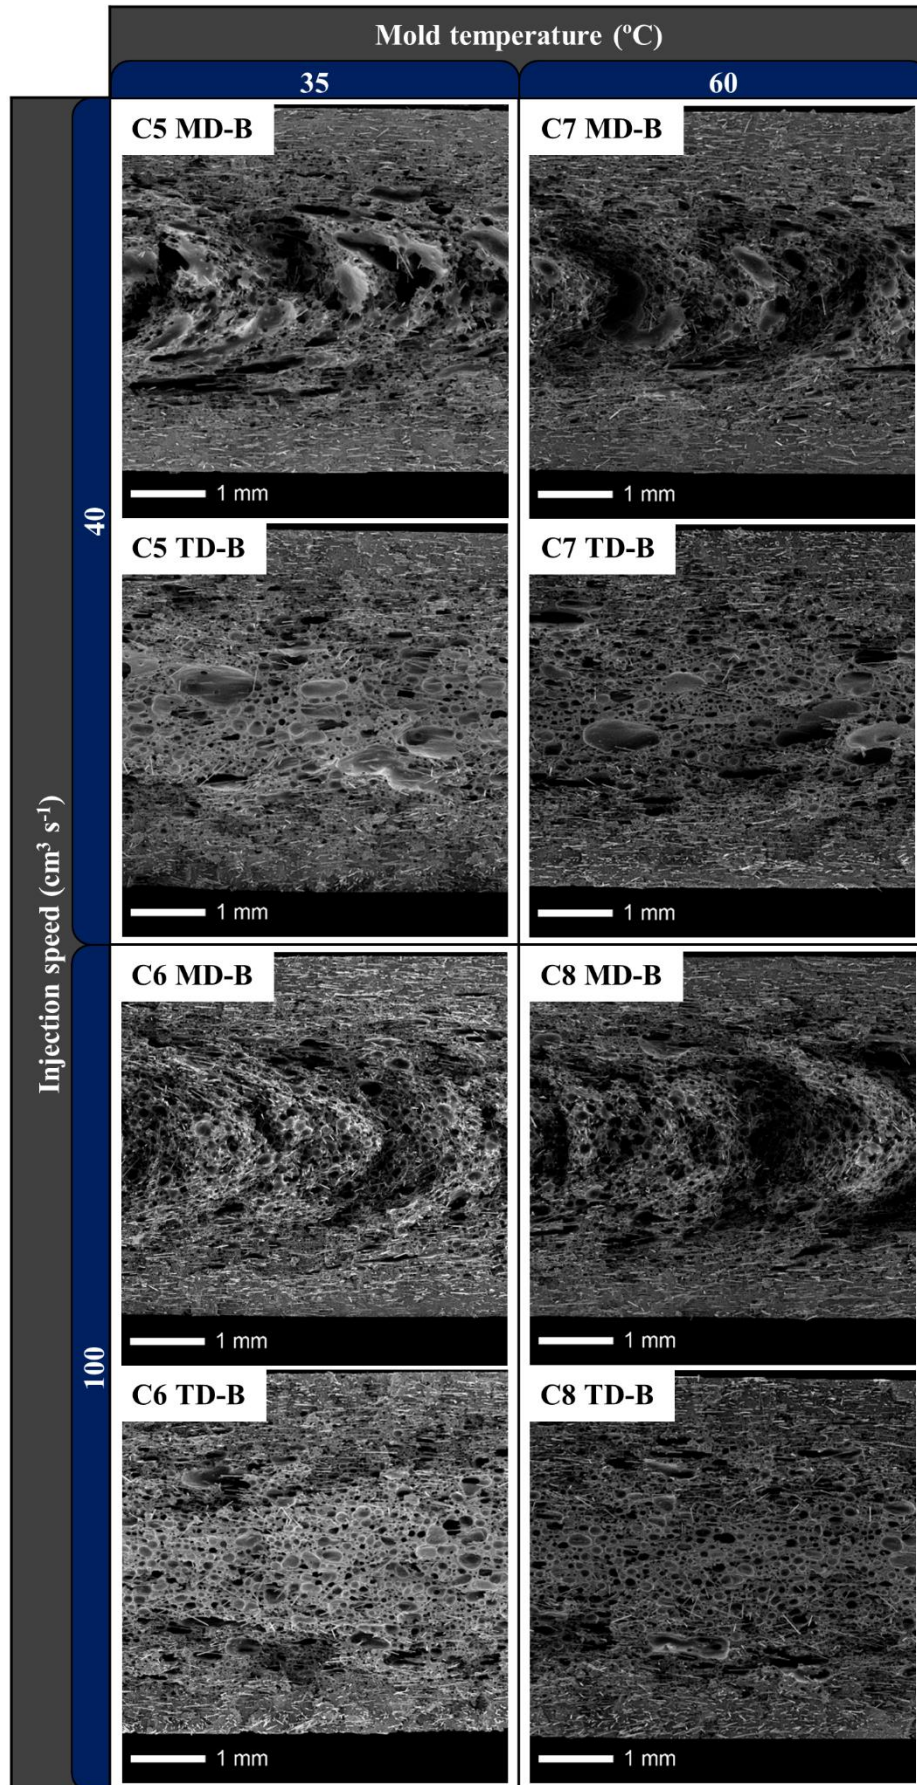 Mold temperature (ºC)
35 60
Injection speed (cm³ s⁻¹)
40
C5 MD-B C7 MD-B
1 mm 1 mm
C5 TD-B C7 TD-B
1 mm 1 mm
100
C6 MD-B C8 MD-B
1 mm 1 mm
C6 TD-B C8 TD-B
1 mm 1 mm